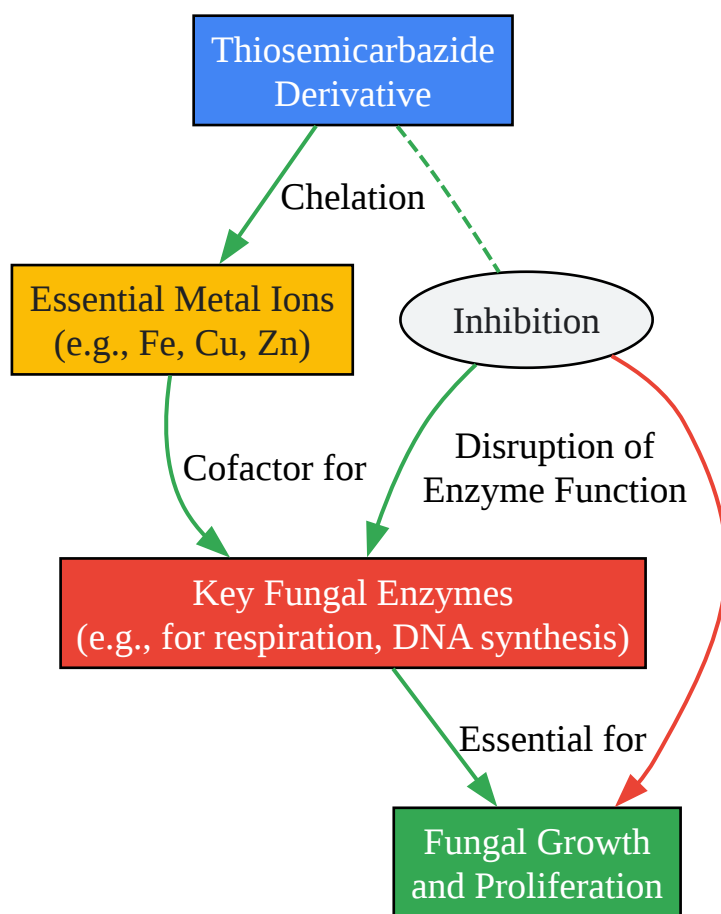 Thiosemicarbazide
Derivative
Chelation
Essential Metal Ions
(e.g., Fe, Cu, Zn)
Inhibition
Cofactor for
Disruption of
Enzyme Function
Key Fungal Enzymes
(e.g., for respiration, DNA synthesis)
Essential for
Fungal Growth
and Proliferation